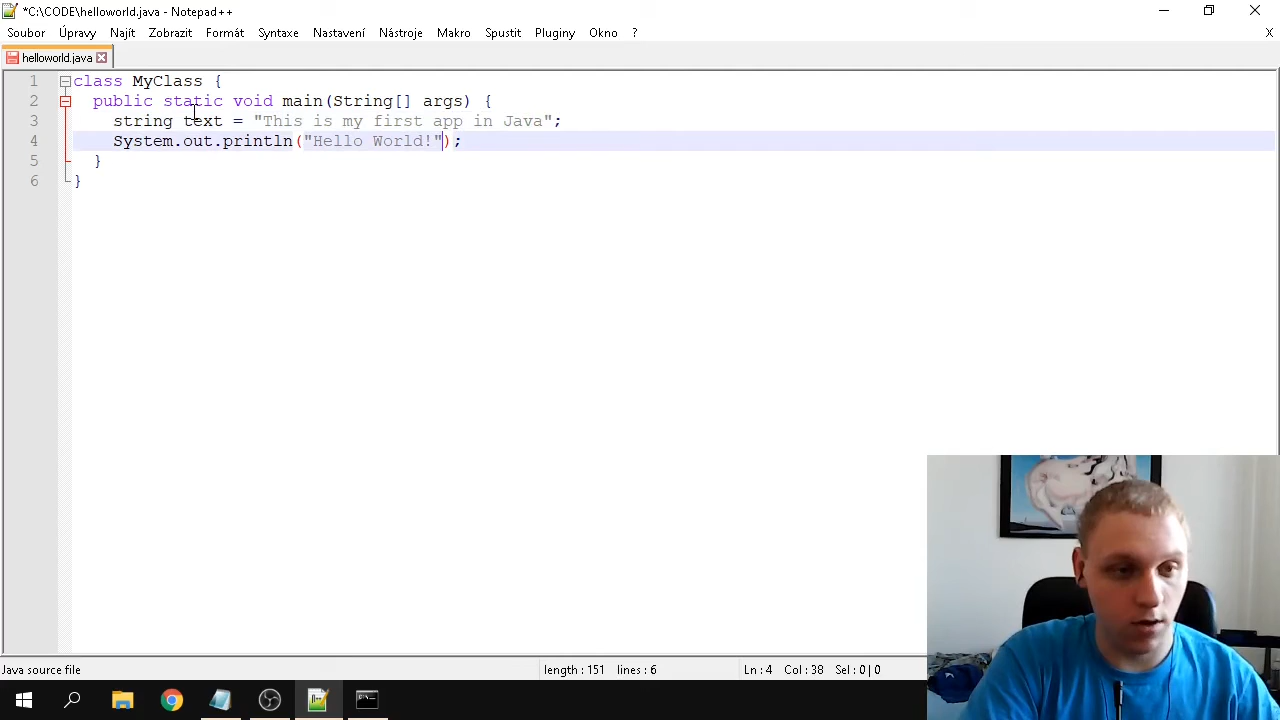 *C:\CODE\helloworld.java - Notepad++
Soubor Úpravy Najít Zobrazit Formát Syntaxe Nastavení Nástroje Makro Spustit Pluginy Okno ? X
helloworld.java
1 class MyClass {
2 public static void main(String[] args) {
3 string text = "This is my first app in Java";
4 System.out.println("Hello World!");
5 }
6 }
Java source file length : 151 lines : 6 Ln : 4 Col : 38 Sel : 0 | 0